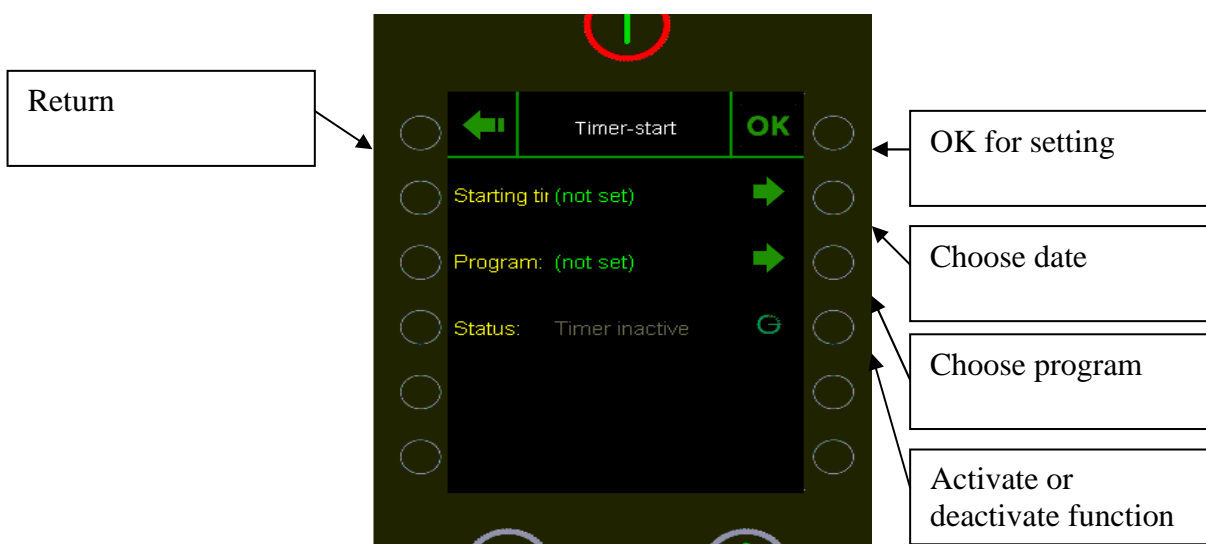 Return
Timer-start OK
OK for setting
Starting tir (not set)
Choose date
Program: (not set)
Status: Timer inactive
Choose program
Activate or
deactivate function